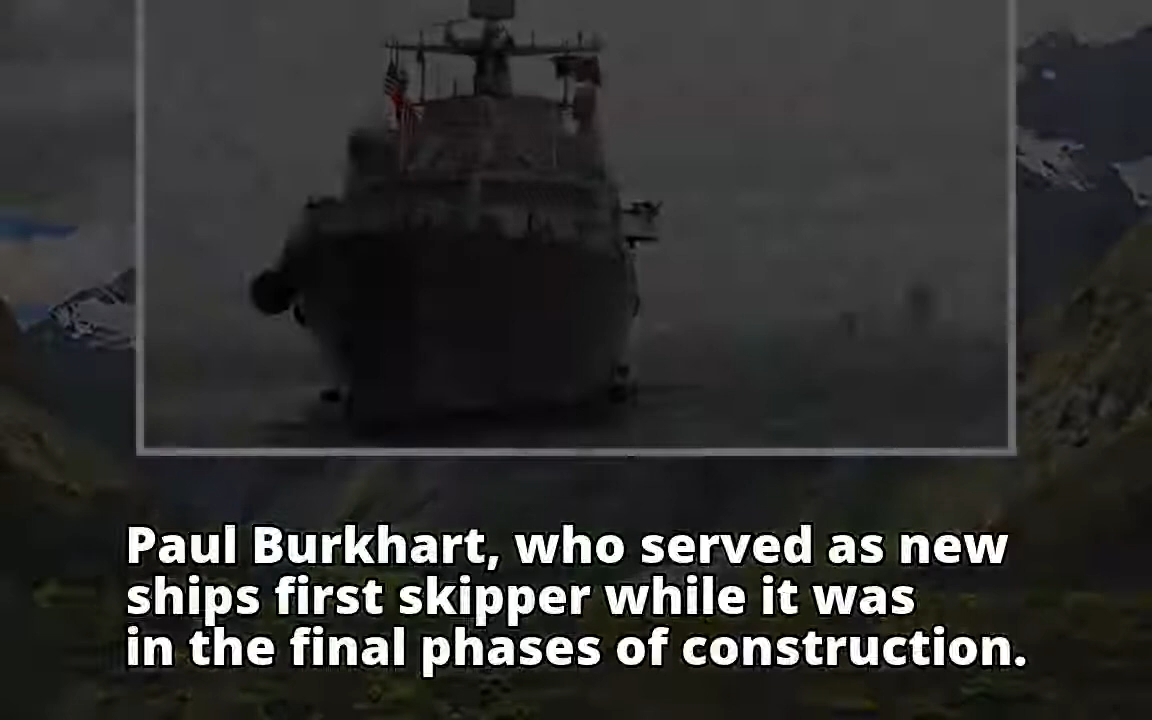 Paul Burkhart, who served as new
ships first skipper while it was
in the final phases of construction.